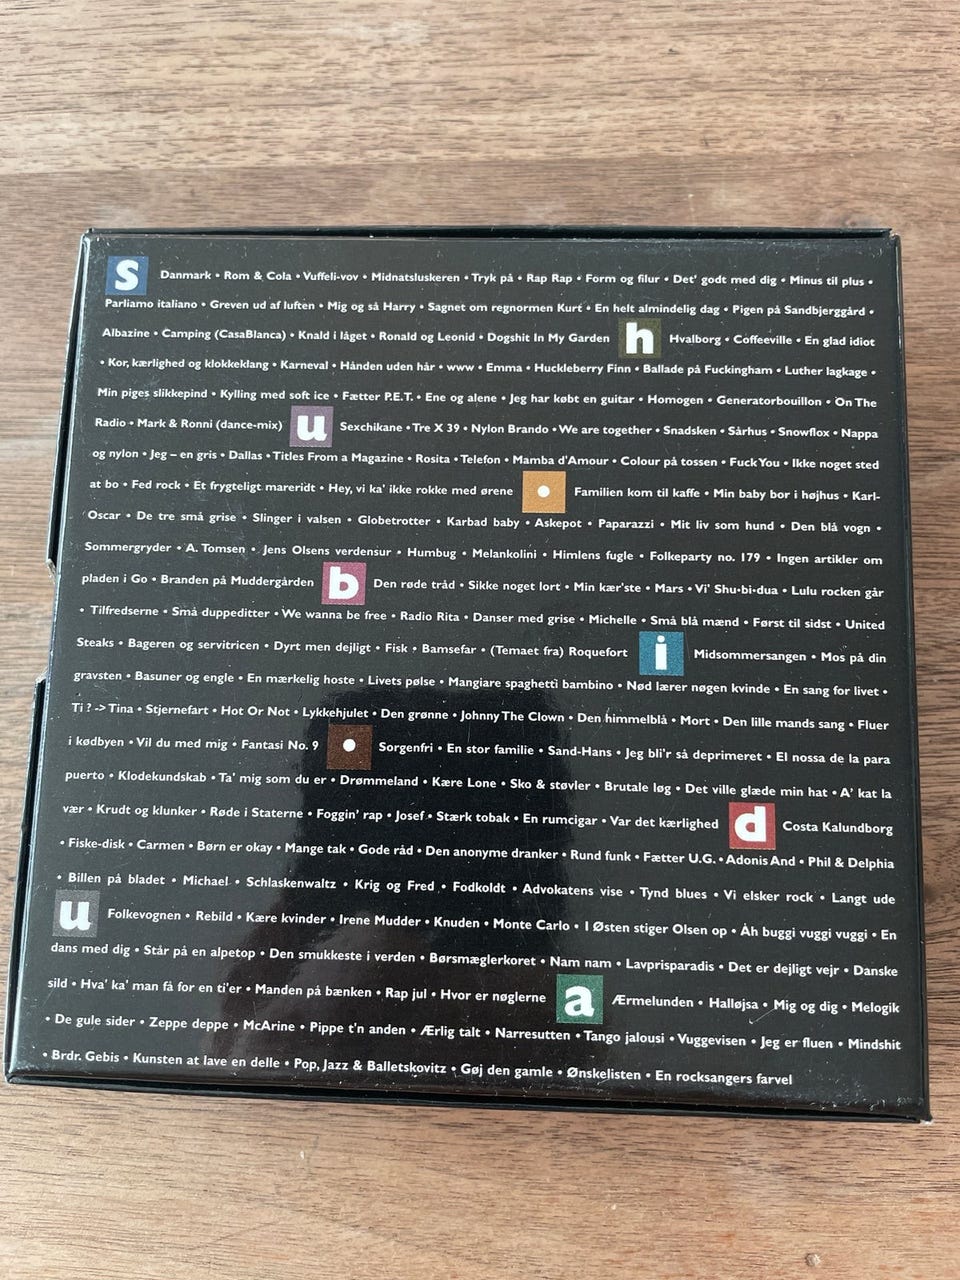 s Danmark • Rom & Cola • Vuffeli-vov • Midnatsluskeren • Tryk på • Rap Rap • Form og filur • Det' godt med dig • Minus til plus •
Parliamo italiano • Greven ud af luften • Mig og så Harry • Sagnet om regnormen Kurt • En helt almindelig dag • Pigen på Sandbjerggård •
Albazine • Camping (CasaBlanca) • Knald i låget • Ronald og Leonid • Dogshit In My Garden h Hvalborg • Coffeeville • En glad idiot
• Kor, kærlighed og klokkeklang • Karneval • Hånden uden hår • www • Emma • Huckleberry Finn • Ballade på Fuckingham • Luther lagkage •
Min piges slikkepind • Kylling med soft ice • Fætter P.E.T. • Ene og alene • Jeg har købt en guitar • Homogen • Generatorbouillon • On The
Radio • Mark & Ronni (dance-mix) u Sexchikane • Tre X 39 • Nylon Brando • We are together • Snadsken • Sårhus • Snowflox • Nappa
og nylon • Jeg – en gris • Dallas • Titles From a Magazine • Rosita • Telefon • Mamba d'Amour • Colour på tossen • Fuck You • Ikke noget sted
at bo • Fed rock • Et frygteligt mareridt • Hey, vi ka' ikke rokke med ørene • Familien kom til kaffe • Min baby bor i højhus • Karl-
Oscar • De tre små grise • Slinger i valsen • Globetrotter • Karbad baby • Askepot • Paparazzi • Mit liv som hund • Den blå vogn •
Sommergryder • A. Tomsen • Jens Olsens verdensur • Humbug • Melankolini • Himlens fugle • Folkeparty no. 179 • Ingen artikler om
pladen i Go • Branden på Muddergården b Den røde tråd • Sikke noget lort • Min kær'ste • Mars • Vi' Shu•bi•dua • Lulu rocken går
• Tilfredserne • Små duppeditter • We wanna be free • Radio Rita • Danser med grise • Michelle • Små blå mænd • Først til sidst • United
Steaks • Bageren og servitricen • Dyrt men dejligt • Fisk • Bamsefar • (Temaet fra) Roquefort i Midsommersangen • Mos på din
gravsten • Basuner og engle • En mærkelig hoste • Livets pølse • Mangiare spaghetti bambino • Nød lærer nøgen kvinde • En sang for livet •
Ti ? -> Tina • Stjernefart • Hot Or Not • Lykkehjulet • Den grønne • Johnny The Clown • Den himmelblå • Mort • Den lille mands sang • Fluer
i kødbyen • Vil du med mig • Fantasi No. 9 • Sorgenfri • En stor familie • Sand-Hans • Jeg bli'r så deprimeret • El nossa de la para
puerto • Klodekundskab • Ta' mig som du er • Drømmeland • Kære Lone • Sko & støvler • Brutale løg • Det ville glæde min hat • A' kat la
vær • Krudt og klunker • Røde i Staterne • Foggin' rap • Josef • Stærk tobak • En rumcigar • Var det kærlighed d Costa Kalundborg
• Fiske-disk • Carmen • Børn er okay • Mange tak • Gode råd • Den anonyme dranker • Rund funk • Fætter U.G. • Adonis And • Phil & Delphia
• Billen på bladet • Michael • Schlaskenwaltz • Krig og Fred • Fodkoldt • Advokatens vise • Tynd blues • Vi elsker rock • Langt ude
u Folkevognen • Rebild • Kære kvinder • Irene Mudder • Knuden • Monte Carlo • I Østen stiger Olsen op • Åh buggi vuggi vuggi • En
dans med dig • Står på en alpetop • Den smukkeste i verden • Børsmæglerkoret • Nam nam • Lavprisparadis • Det er dejligt vejr • Danske
sild • Hva' ka' man få for en ti'er • Manden på bænken • Rap jul • Hvor er nøglerne a Ærmelunden • Halløjsa • Mig og dig • Melogik
• De gule sider • Zeppe deppe • McArine • Pippe t'n anden • Ærlig talt • Narresutten • Tango jalousi • Vuggevisen • Jeg er fluen • Mindshit
• Brdr. Gebis • Kunsten at lave en delle • Pop, Jazz & Balletskovitz • Gøj den gamle • Ønskelisten • En rocksangers farvel